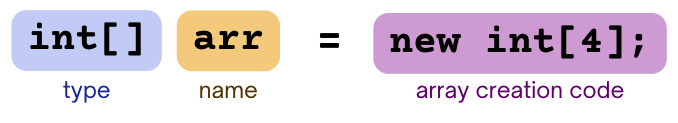 int[] arr = new int[4];
type name array creation code